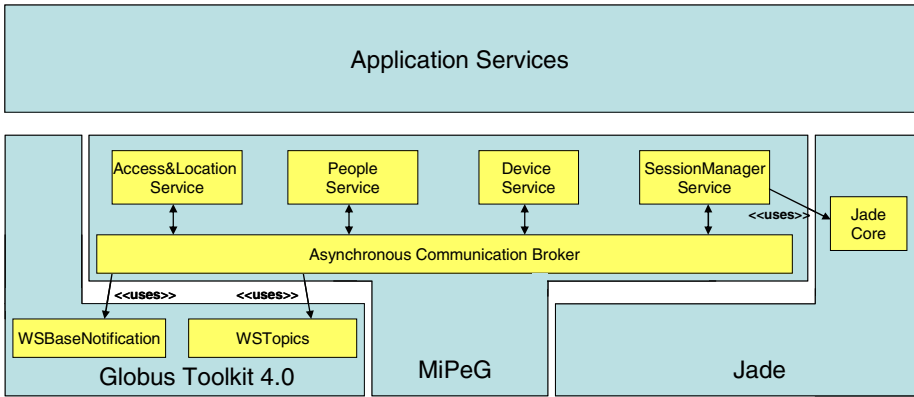 Application Services
Access&Location
Service
People
Service
Device
Service
SessionManager
Service
<<uses>>
Jade
Core
Asynchronous Communication Broker
<<uses>>
<<uses>>
WSBaseNotification
WSTopics
Globus Toolkit 4.0
MiPeG
Jade